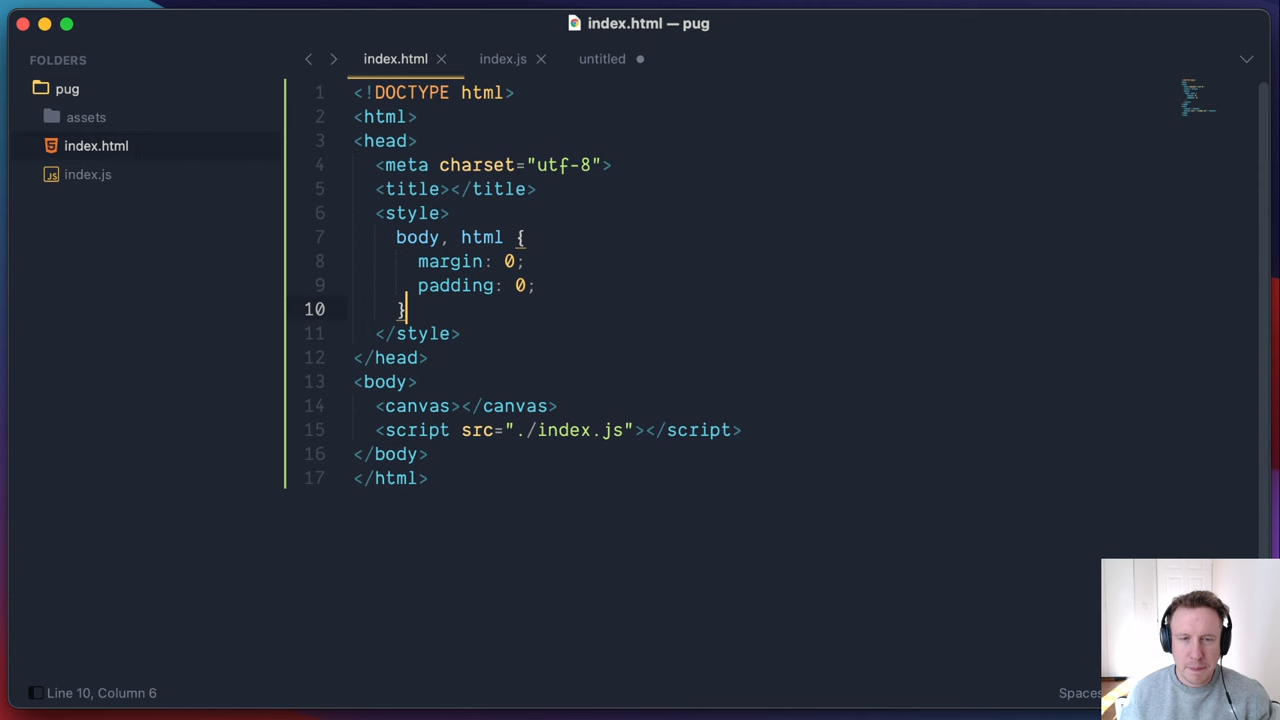 index.html — pug
FOLDERS
pug
assets
index.html
index.js
index.html
index.js
untitled
1 <!DOCTYPE html>
2 <html>
3 <head>
4 <meta charset="utf-8">
5 <title></title>
6 <style>
7 body, html {
8 margin: 0;
9 padding: 0;
10 }
11 </style>
12 </head>
13 <body>
14 <canvas></canvas>
15 <script src="./index.js"></script>
16 </body>
17 </html>
Line 10, Column 6
Spaces